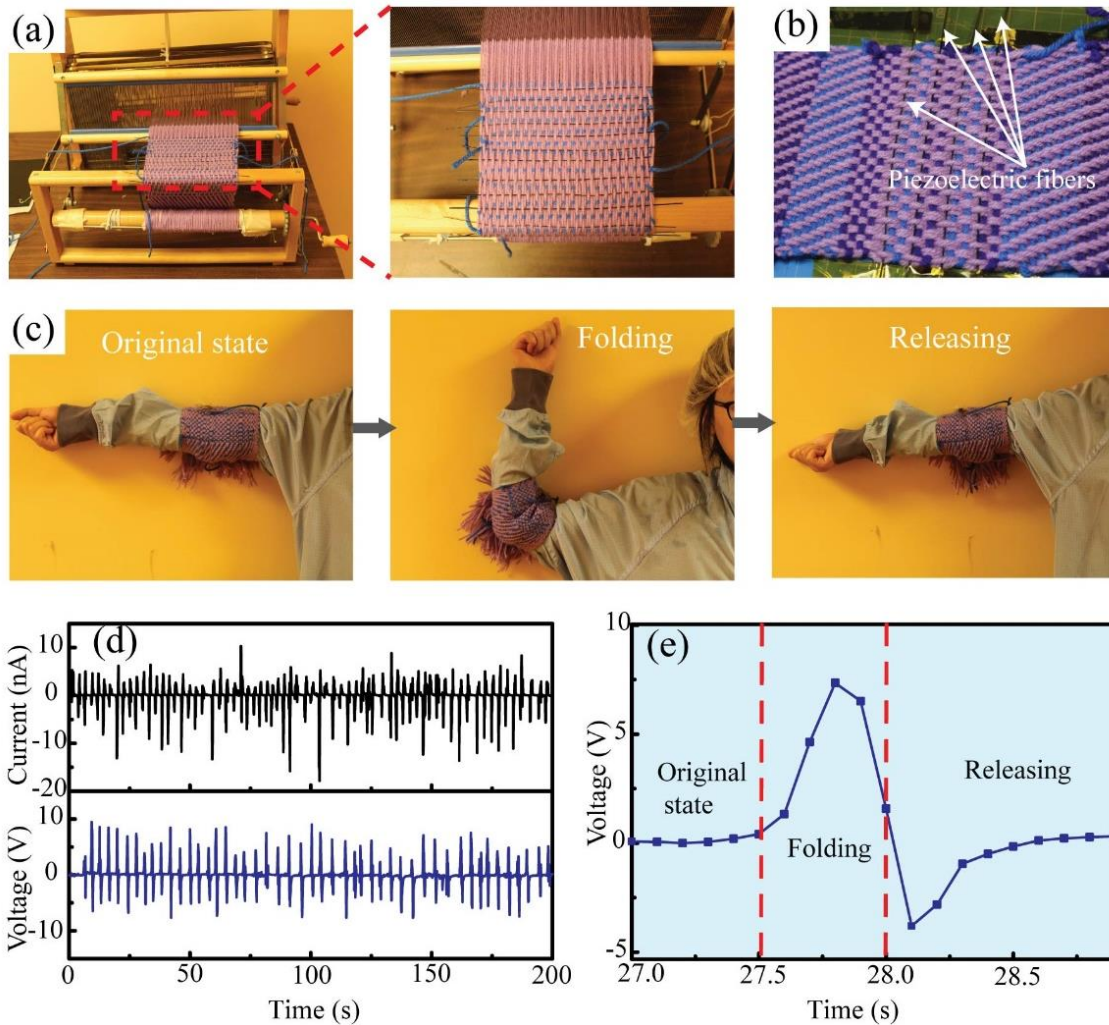 (a)
(b)
Piezoelectric fibers
(c)
Original state
Folding
Releasing
(d)
Current (nA)
10
0
-10
-20
Voltage (V)
10
0
-10
0
50
100
150
200
Time (s)
(e)
Voltage (V)
10
5
0
-5
Original
state
Folding
Releasing
27.0
27.5
28.0
28.5
Time (s)